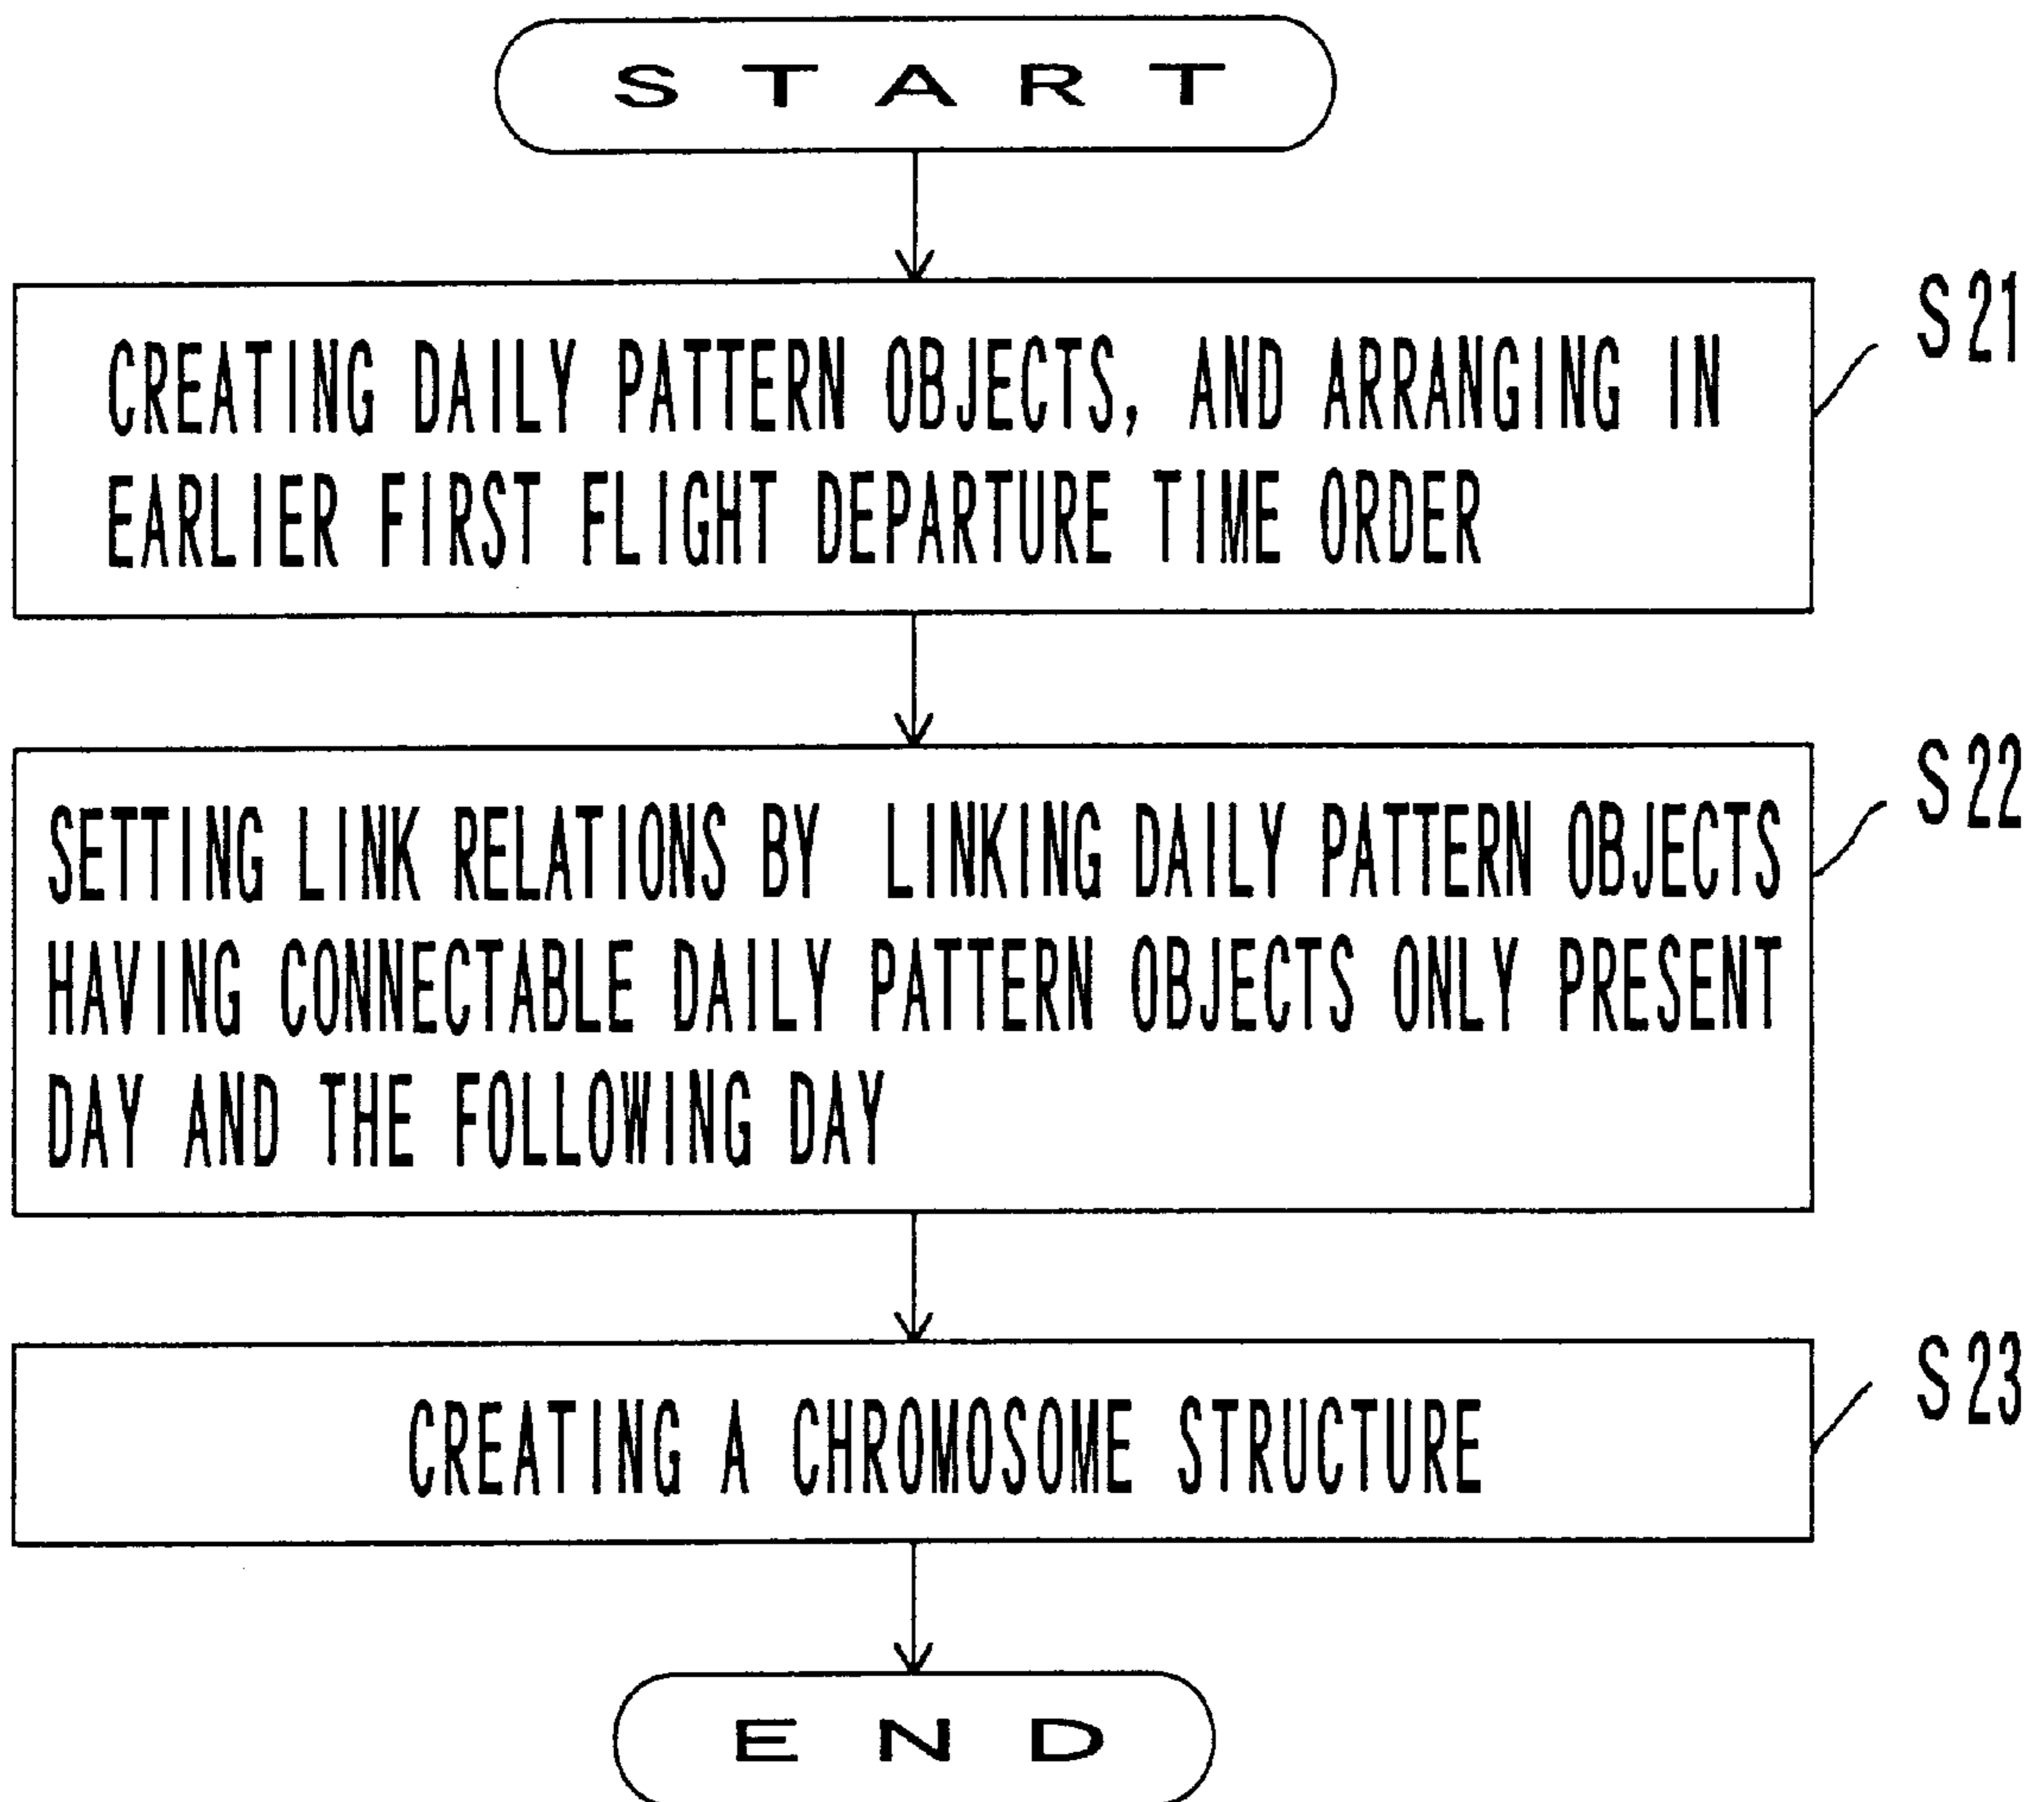 START
S21
CREATING DAILY PATTERN OBJECTS, AND ARRANGING IN
EARLIER FIRST FLIGHT DEPARTURE TIME ORDER
S22
SETTING LINK RELATIONS BY LINKING DAILY PATTERN OBJECTS
HAVING CONNECTABLE DAILY PATTERN OBJECTS ONLY PRESENT
DAY AND THE FOLLOWING DAY
S23
CREATING A CHROMOSOME STRUCTURE
END